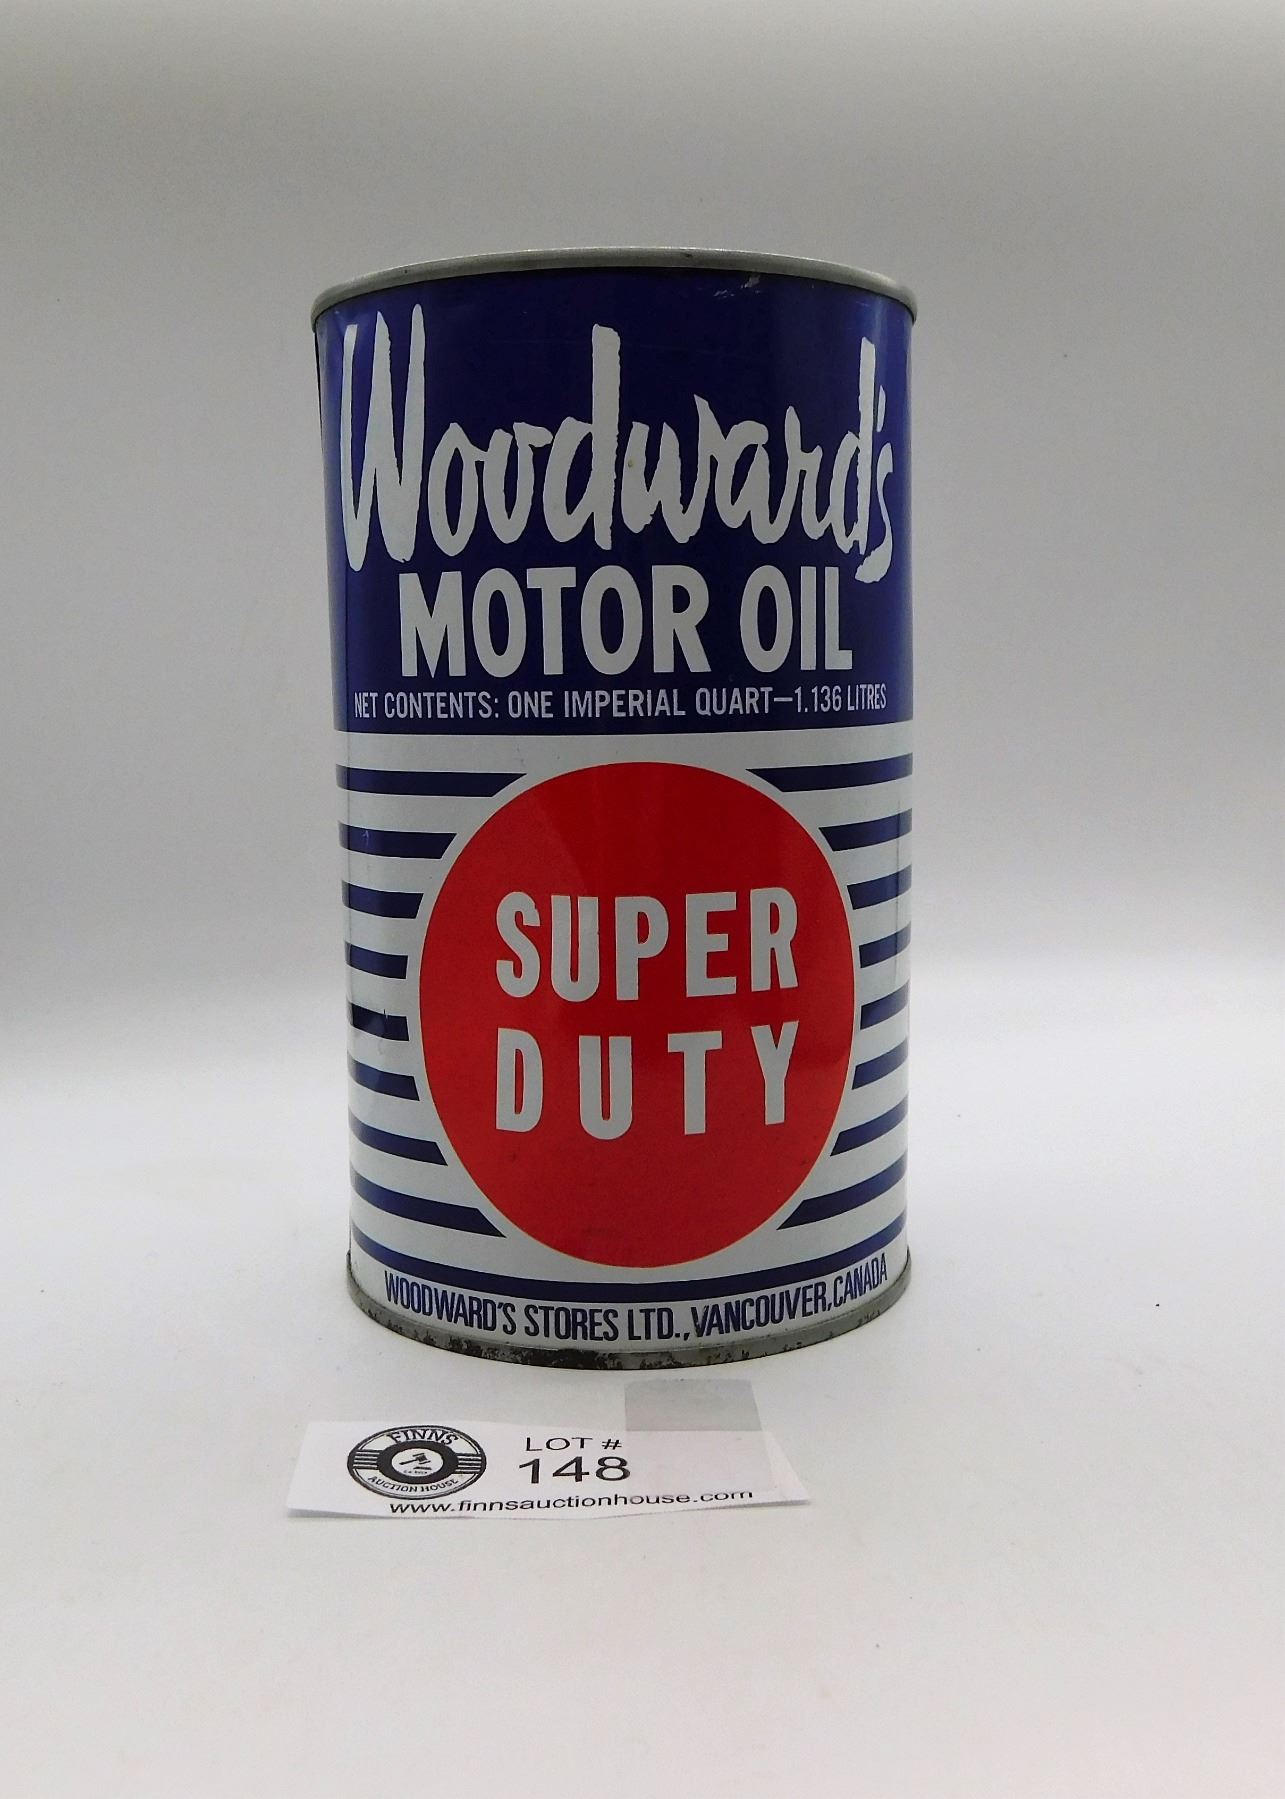 Woodward's
MOTOR OIL
NET CONTENTS: ONE IMPERIAL QUART—1.136 LITRES
SUPER
DUTY
WOODWARD'S STORES LTD., VANCOUVER, CANADA
FINNS
AUCTION HOUSE
LOT #
148
www.finnsauctionhouse.com